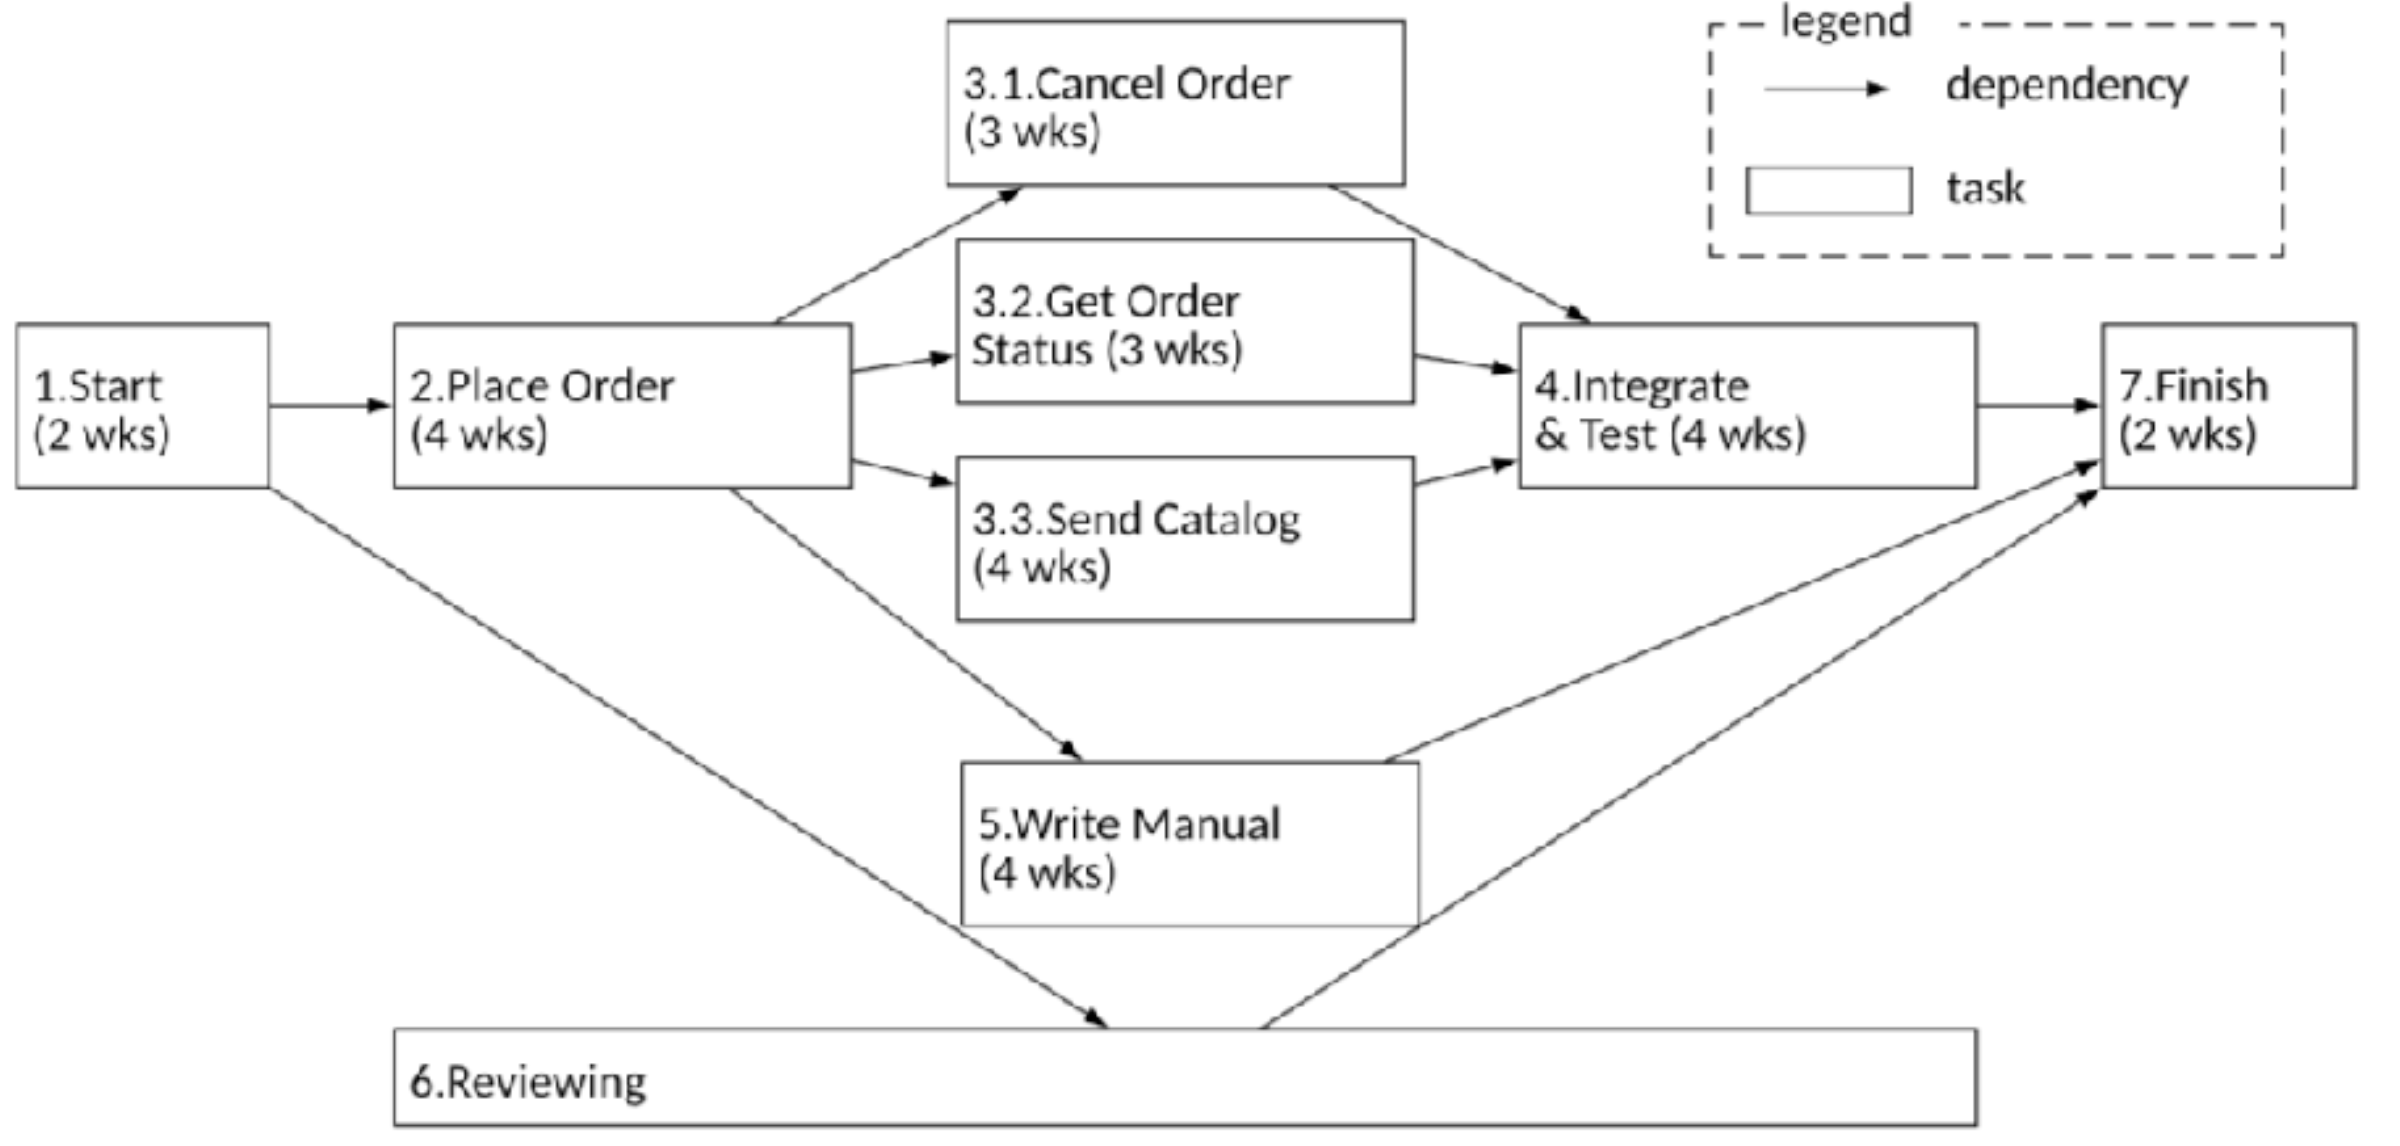 legend
dependency
task
3.1.Cancel Order
(3 wks)
3.2.Get Order
Status (3 wks)
1.Start
(2 wks)
2.Place Order
(4 wks)
3.3.Send Catalog
(4 wks)
4.Integrate
& Test (4 wks)
7.Finish
(2 wks)
5.Write Manual
(4 wks)
6.Reviewing